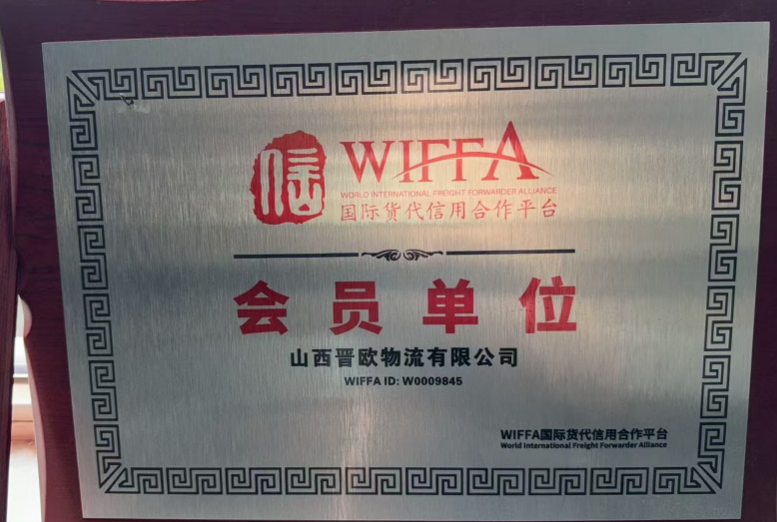 信 WIFFA
WORLD INTERNATIONAL FREIGHT FORWARDER ALLIANCE
国际货代信用合作平台
会员单位
山西晋欧物流有限公司
WIFFA ID: W0009845
WIFFA国际货代信用合作平台
World International Freight Forwarder Alliance